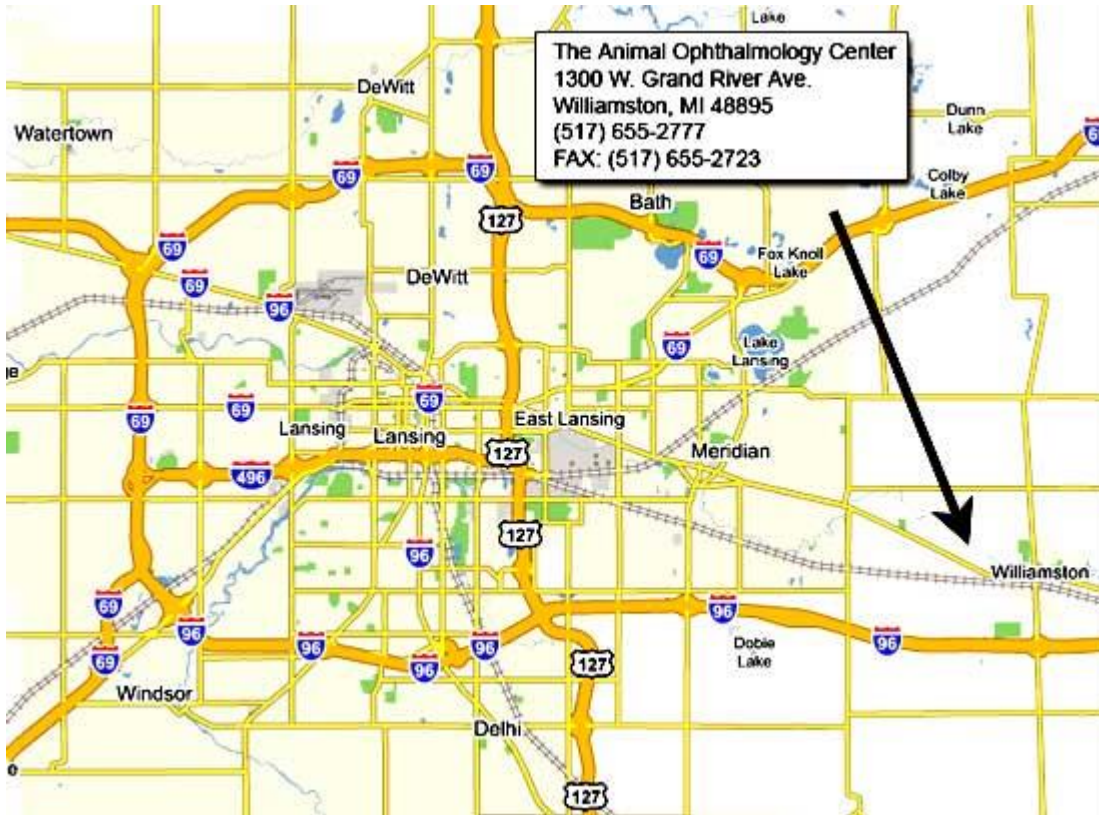 Lake
The Animal Ophthalmology Center
1300 W. Grand River Ave.
Williamston, MI 48895
(517) 655-2777
FAX: (517) 655-2723
DeWitt
Dunn
Lake
Watertown
69
69
Colby
Lake
127
Bath
69
69
Fox Knoll
Lake
DeWitt
69
96
69
Lake
Lansing
69
69
69
East Lansing
Lansing
Lansing
127
Meridian
496
127
96
Williamston
69
96
96
96
96
96
96
Dobie
Lake
69
127
Windsor
Delhi
127